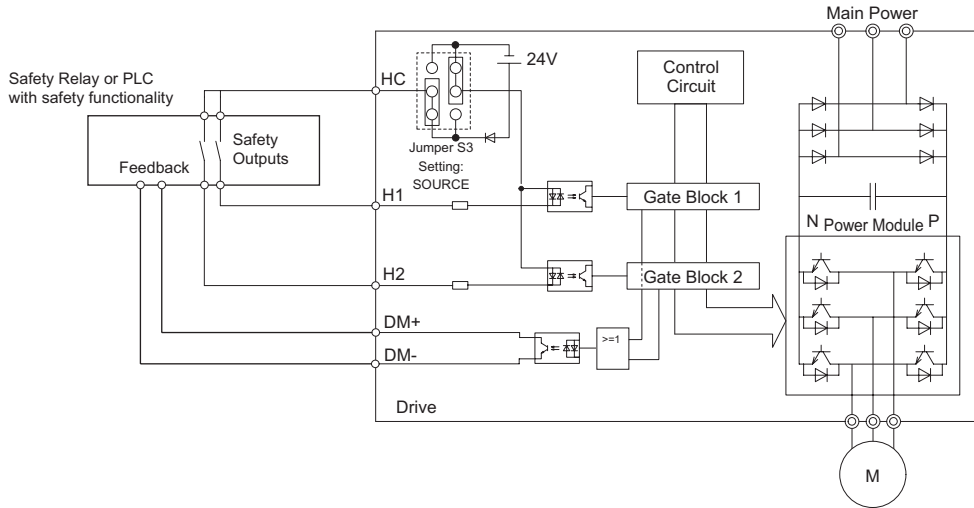 Main Power
Safety Relay or PLC
with safety functionality
HC
24V
Control
Circuit
Jumper S3
Setting:
SOURCE
Safety
Outputs
Feedback
H1
Gate Block 1
N
Power Module
P
H2
Gate Block 2
DM+
>=1
DM-
Drive
M